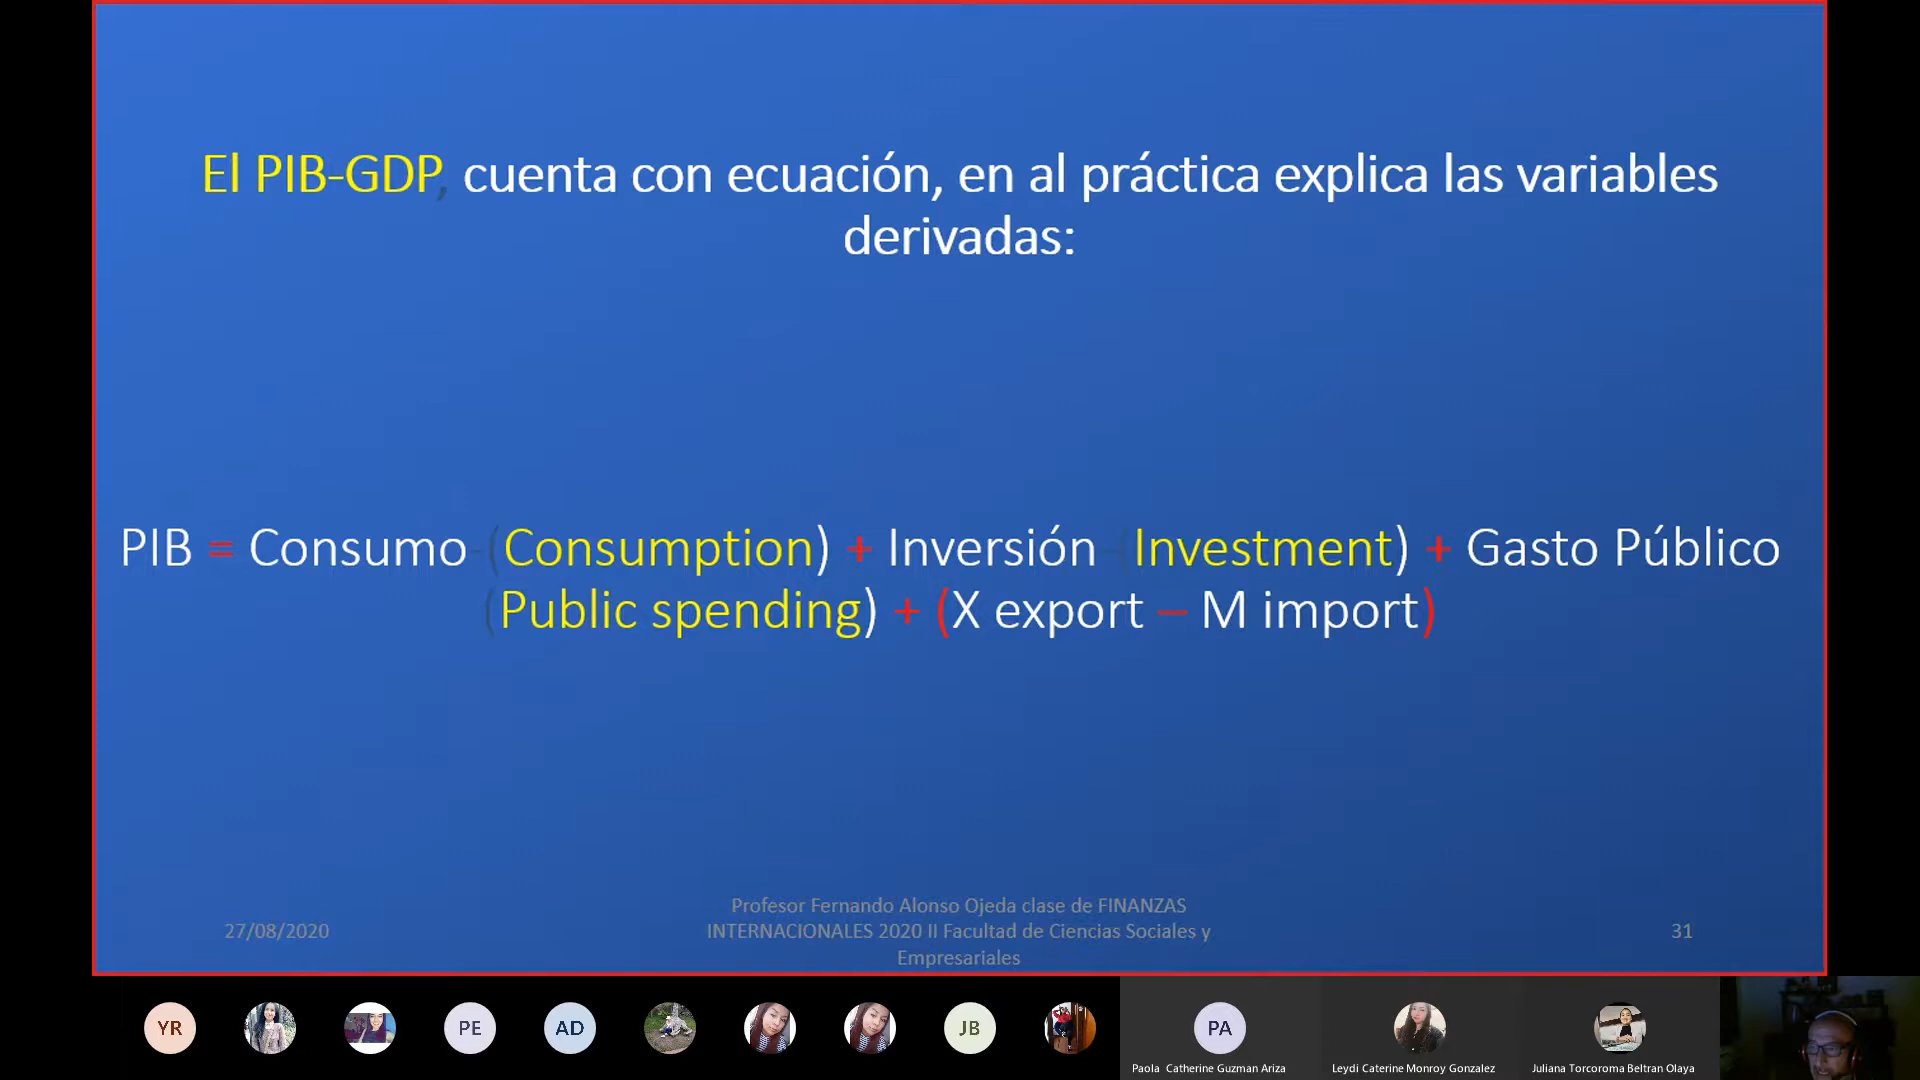 El PIB-GDP, cuenta con ecuación, en al práctica explica las variables
derivadas:
PIB = Consumo (Consumption) + Inversión (Investment) + Gasto Público
(Public spending) + (X export – M import)
27/08/2020
Profesor Fernando Alonso Ojeda clase de FINANZAS
INTERNACIONALES 2020 II Facultad de Ciencias Sociales y
Empresariales
31
YR
PE
AD
JB
PA
Paola Catherine Guzman Ariza
Leydi Caterine Monroy Gonzalez
Juliana Torcoroma Beltran Olaya